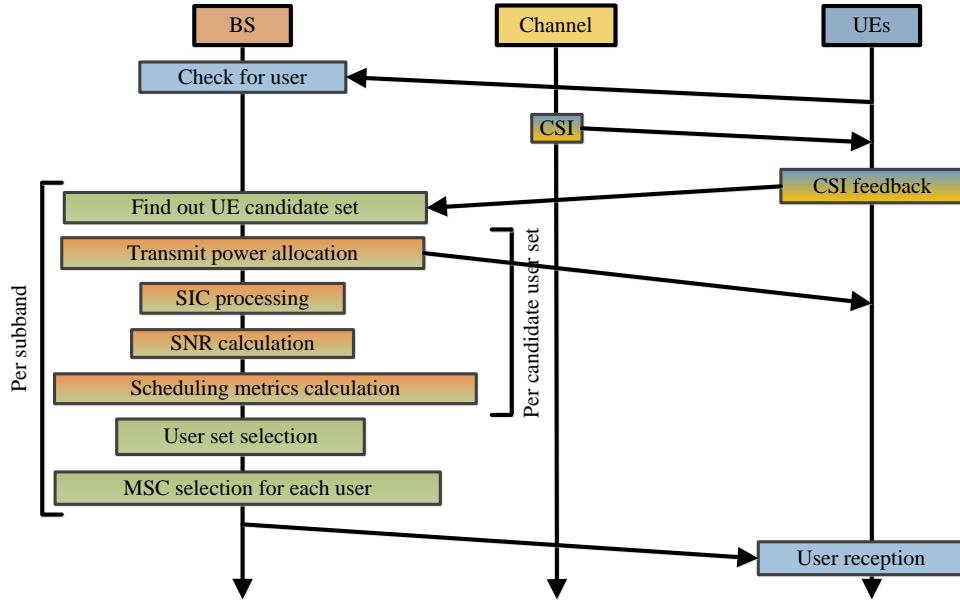 BS
Channel
UEs
Check for user
CSI
CSI feedback
Find out UE candidate set
Transmit power allocation
SIC processing
SNR calculation
Scheduling metrics calculation
User set selection
MSC selection for each user
User reception
Per subband
Per candidate user set